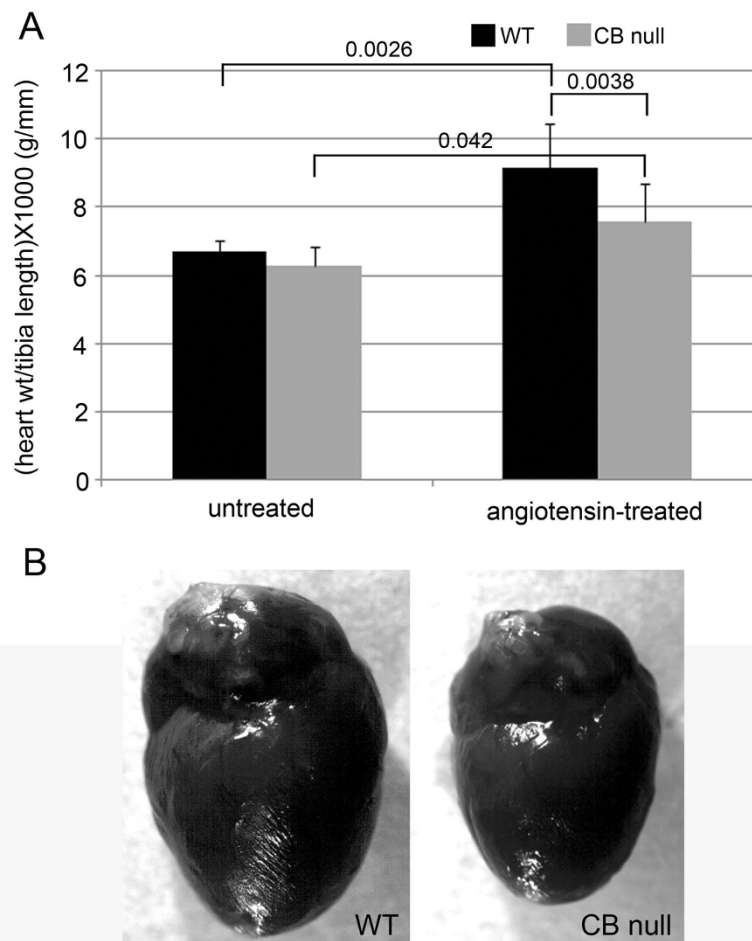 A
WT CB null
0.0026
0.0038
0.042
(heart wt/tibia length)X1000 (g/mm)
12
10
8
6
4
2
0
untreated angiotensin-treated
B
WT CB null